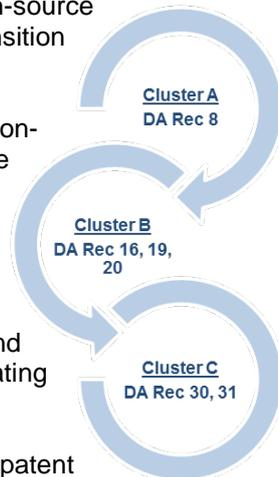 -source
sition
on-
e
Cluster A
DA Rec 8
Cluster B
DA Rec 16, 19,
20
nd
ating
Cluster C
DA Rec 30, 31
patent